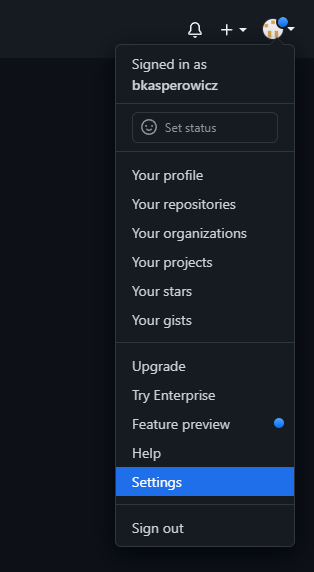 Signed in as
bkasperowicz
Set status
Your profile
Your repositories
Your organizations
Your projects
Your stars
Your gists
Upgrade
Try Enterprise
Feature preview
Help
Settings
Sign out